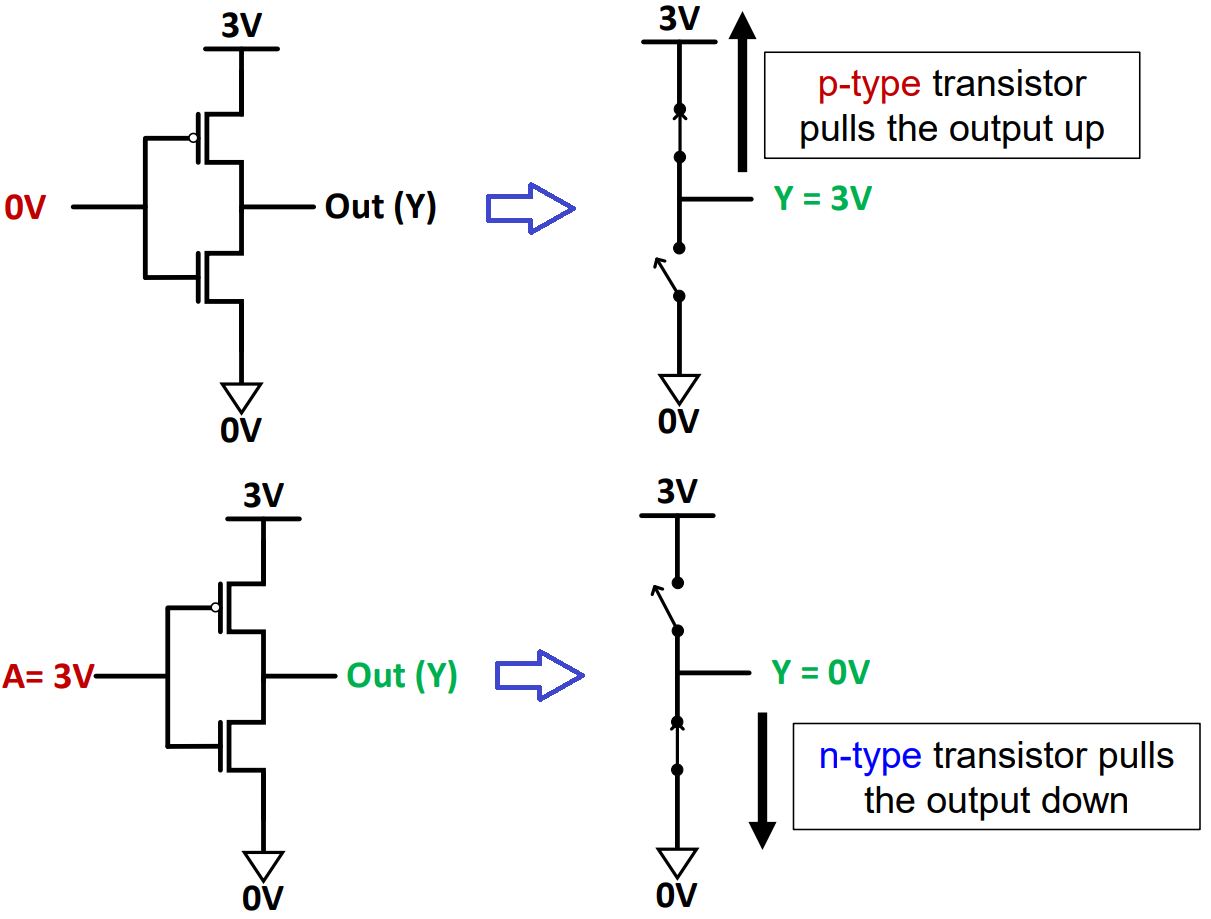 3V
0V
Out (Y)
0V
3V
p-type transistor
pulls the output up
Y = 3V
0V
3V
A= 3V
Out (Y)
0V
3V
Y = 0V
n-type transistor pulls
the output down
0V